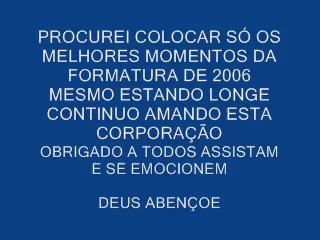 PROCUREI COLOCAR SÓ OS
MELHORES MOMENTOS DA
FORMATURA DE 2006
MESMO ESTANDO LONGE
CONTINUO AMANDO ESTA
CORPORAÇÃO
OBRIGADO A TODOS ASSISTAM
E SE EMOCIONEM
DEUS ABENÇOE